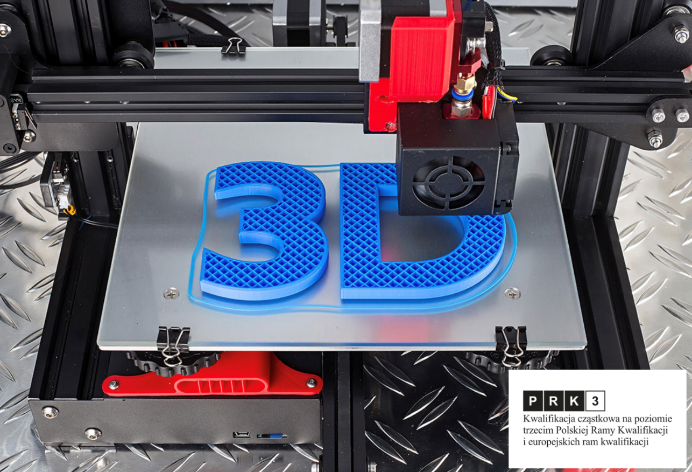 3D
PRK3
Kwalifikacja cząstkowa na poziomie
trzecim Polskiej Ramy Kwalifikacji
i europejskich ram kwalifikacji